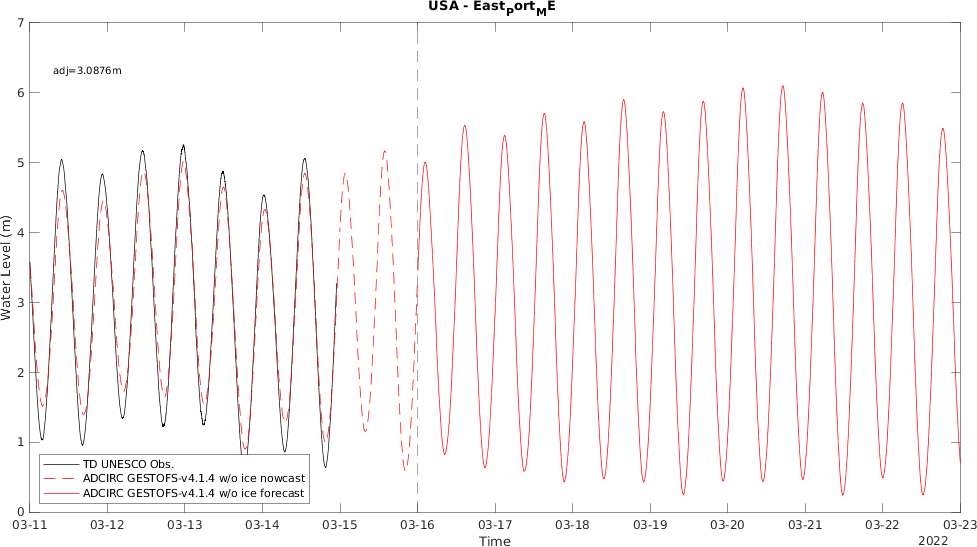 USA - East_Port_ME
7
adj=3.0876m
6
5
4
Water Level (m)
3
2
1
TD UNESCO Obs.
ADCIRC GESTOFS-v4.1.4 w/o ice nowcast
ADCIRC GESTOFS-v4.1.4 w/o ice forecast
0
03-11 03-12 03-13 03-14 03-15 03-16 03-17 03-18 03-19 03-20 03-21 03-22 03-23
Time
2022